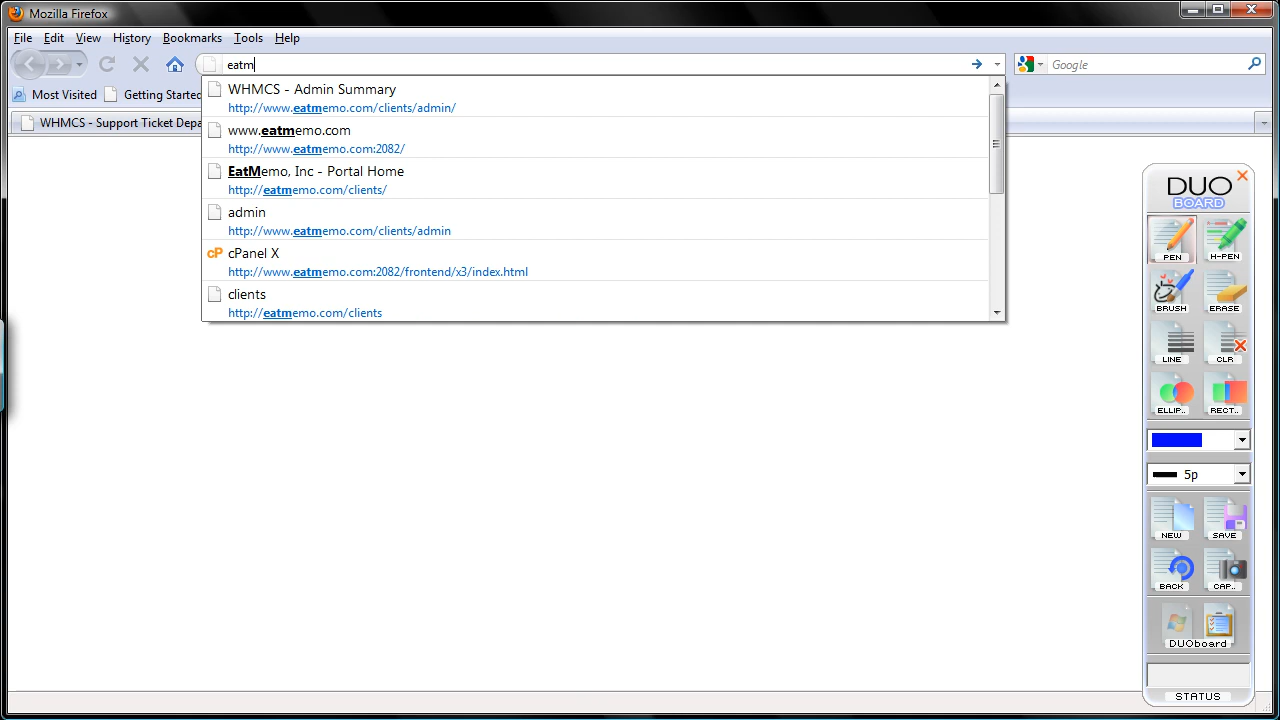 Mozilla Firefox
File Edit View History Bookmarks Tools Help
eatm
Google
Most Visited Getting Started
WHMCS - Support Ticket Depa
WHMCS - Admin Summary
http://www.eatmemo.com/clients/admin/
www.eatmemo.com
http://www.eatmemo.com:2082/
EatMemo, Inc - Portal Home
http://eatmemo.com/clients/
admin
http://www.eatmemo.com/clients/admin
cP cPanel X
http://www.eatmemo.com:2082/frontend/x3/index.html
clients
http://eatmemo.com/clients
DUO
BOARD
PEN H-PEN
BRUSH ERASE
LINE CLR
ELLIP.. RECT..
5p
NEW SAVE
BACK CAP..
DUOboard
STATUS